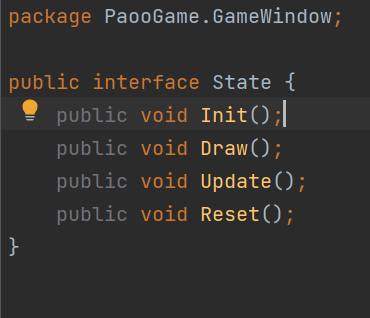 package PaooGame.GameWindow;
public interface State {
    public void Init();
    public void Draw();
    public void Update();
    public void Reset();
}